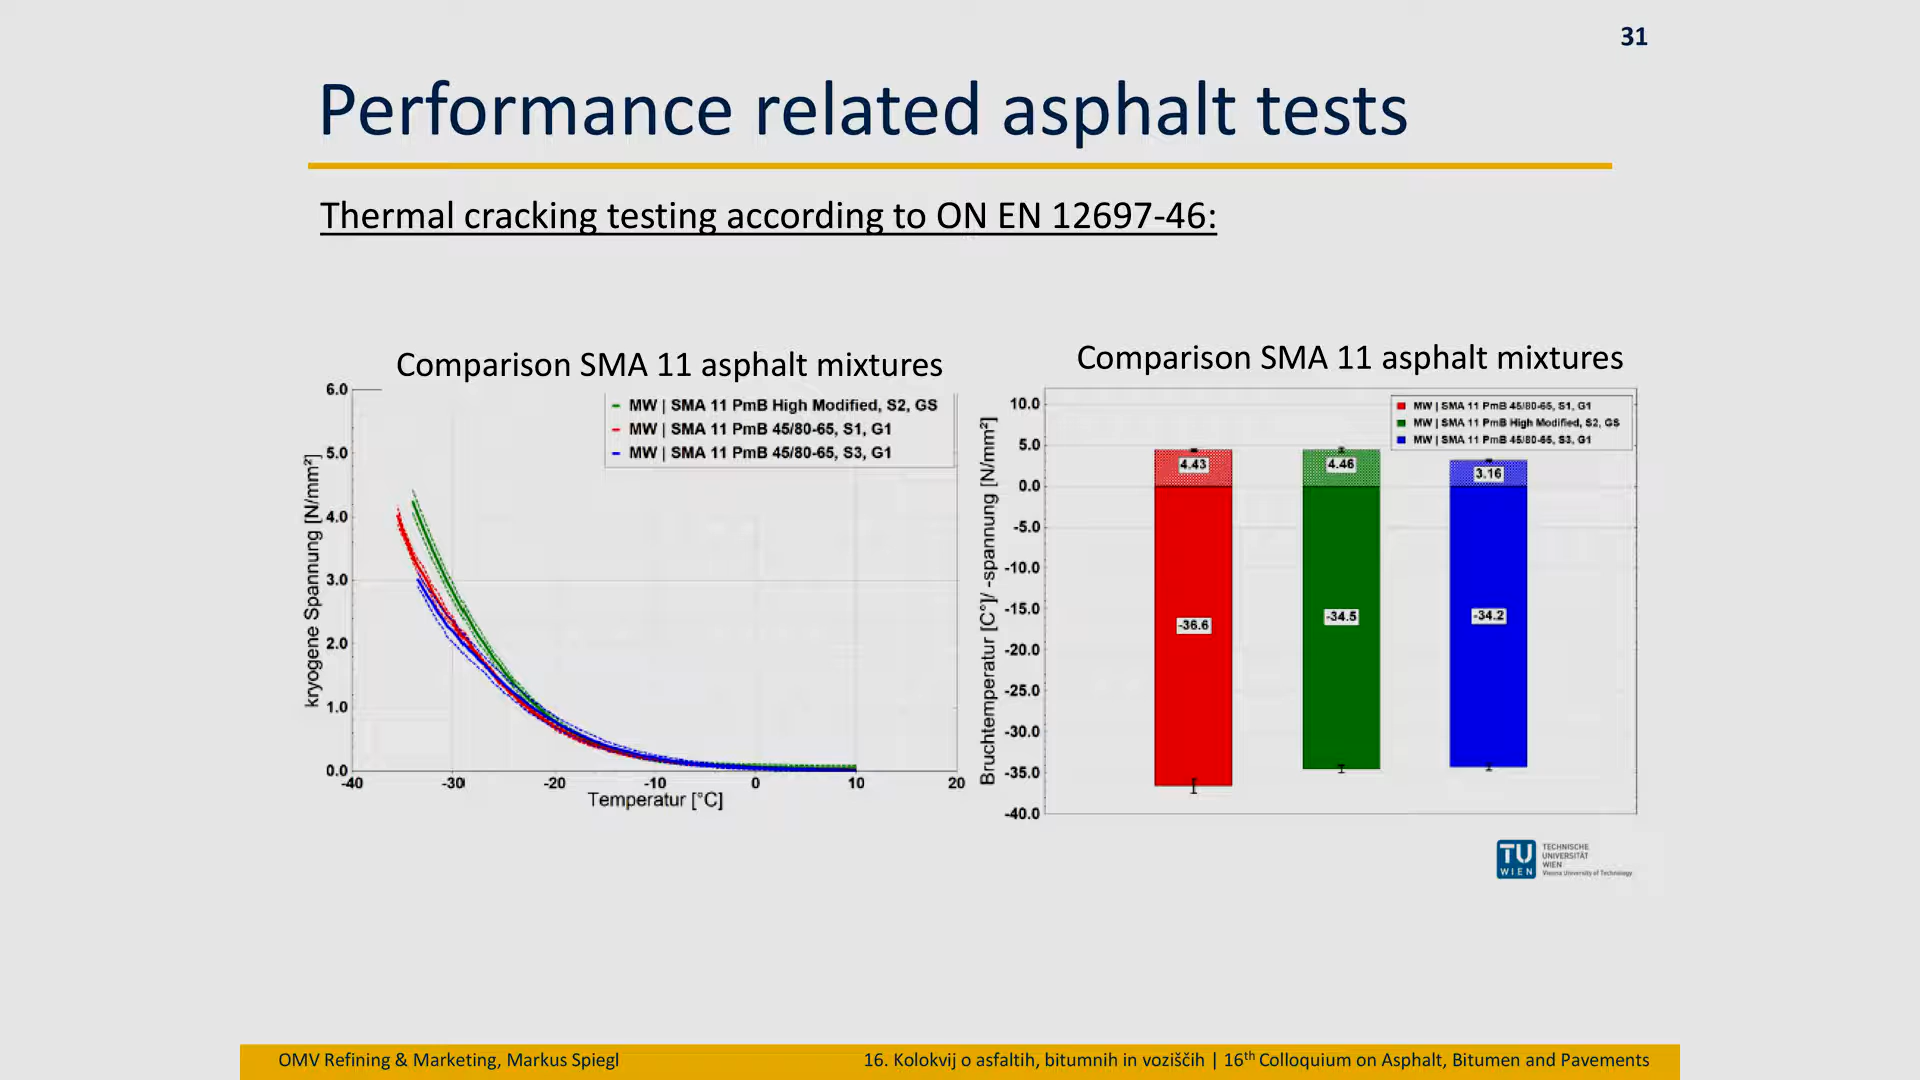 31
Performance related asphalt tests
Thermal cracking testing according to ON EN 12697-46:
Comparison SMA 11 asphalt mixtures
MW | SMA 11 PmB High Modified, S2, GS
MW | SMA 11 PmB 45/80-65, S1, G1
MW | SMA 11 PmB 45/80-65, S3, G1
kryogene Spannung [N/mm²]
6.0
5.0
4.0
3.0
2.0
1.0
0.0
-40 -30 -20 -10 0 10 20
Temperatur [°C]
Comparison SMA 11 asphalt mixtures
MW | SMA 11 PmB 45/80-65, S1, G1
MW | SMA 11 PmB High Modified, S2, GS
MW | SMA 11 PmB 45/80-65, S3, G1
Bruchtemperatur [C°]/ -spannung [N/mm²]
10.0
5.0
0.0
-5.0
-10.0
-15.0
-20.0
-25.0
-30.0
-35.0
-40.0
4.43 4.46 3.16
-36.6 -34.5 -34.2
TU
WIEN
TECHNISCHE
UNIVERSITÄT
WIEN
Vienna University of Technology
OMV Refining & Marketing, Markus Spiegl
16. Kolokvij o asfaltih, bitumnih in voziščih | 16th Colloquium on Asphalt, Bitumen and Pavements